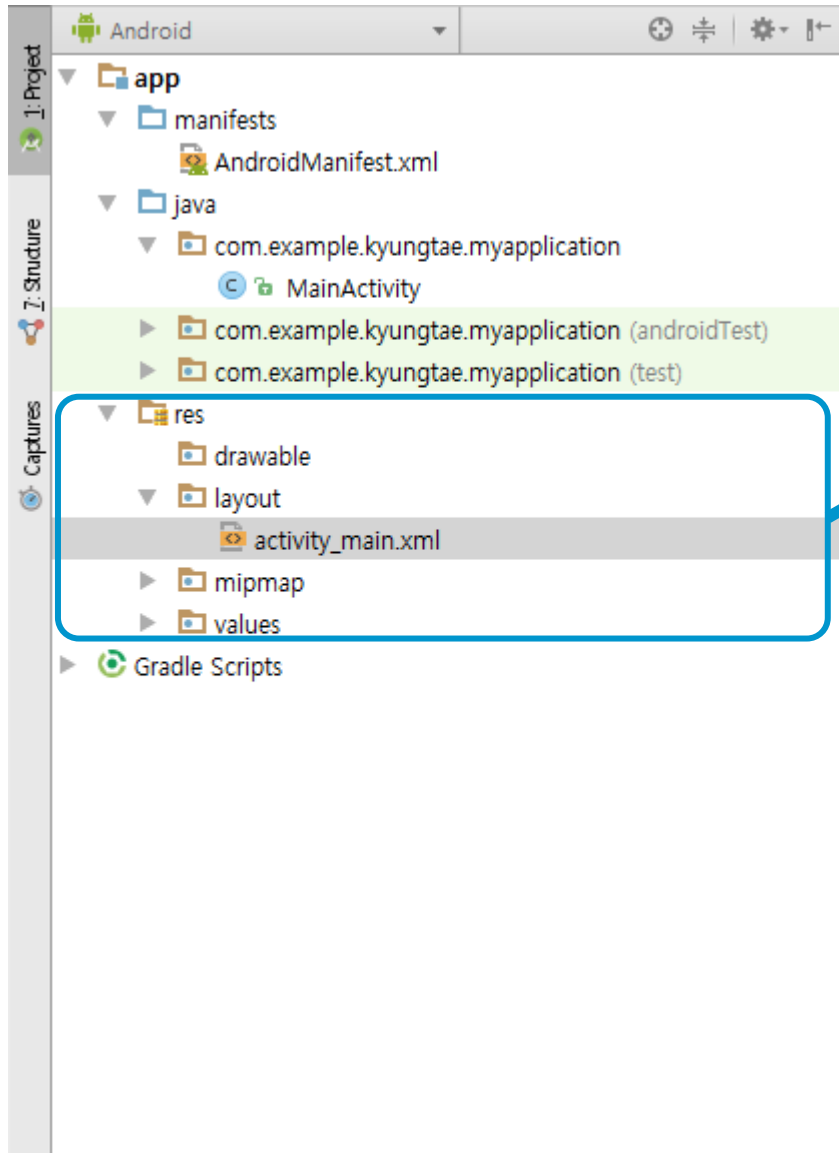 Android
1: Project
7: Structure
Captures
app
manifests
AndroidManifest.xml
java
com.example.kyungtae.myapplication
C MainActivity
com.example.kyungtae.myapplication (androidTest)
com.example.kyungtae.myapplication (test)
res
drawable
layout
activity_main.xml
mipmap
values
Gradle Scripts